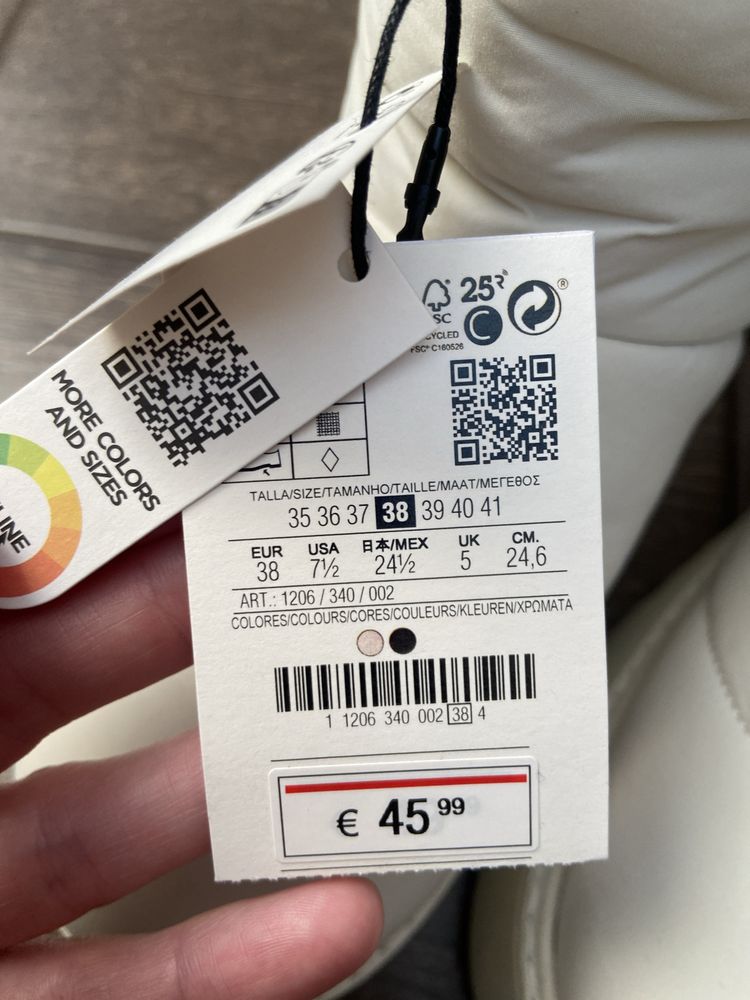 MORE COLORS
AND SIZES
LINE
25R
FSC® C160526
TALLA/SIZE/TAMANHO/TAILLE/MAAT/ΜΕΓΕΘΟΣ
35 36 37 38 39 40 41
EUR USA 日本/MEX UK CM.
38 7½ 24½ 5 24,6
ART.: 1206 / 340 / 002
COLORES/COLOURS/CORES/COULEURS/KLEUREN/ΧΡΩΜΑΤΑ
1 1206 340 002 38 4
€ 45 99